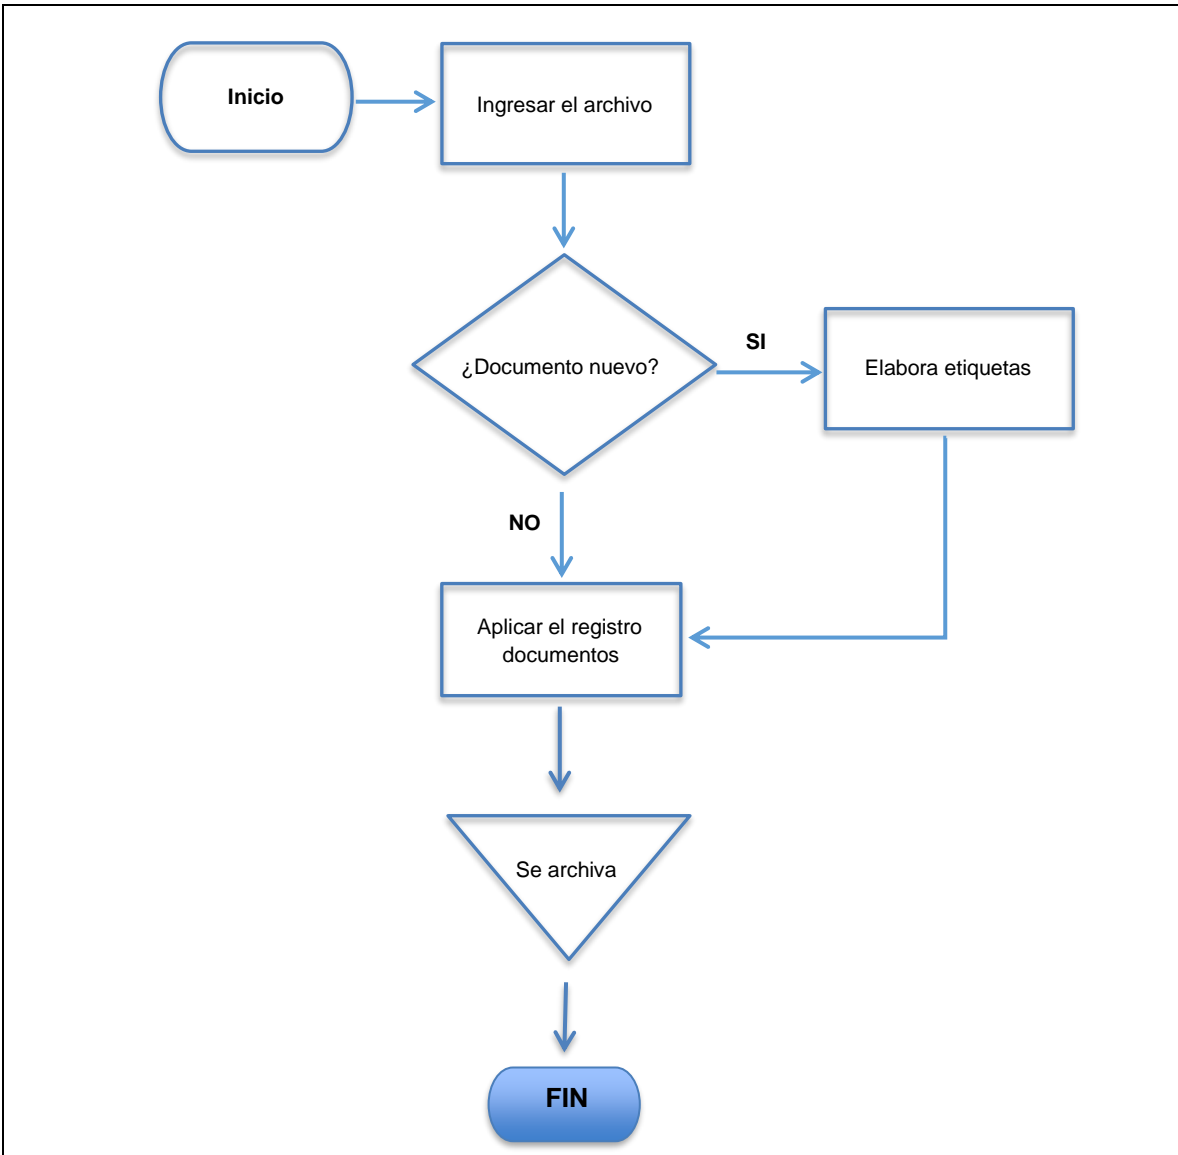 Inicio
Ingresar el archivo
¿Documento nuevo?
SI
Elabora etiquetas
NO
Aplicar el registro
documentos
Se archiva
FIN